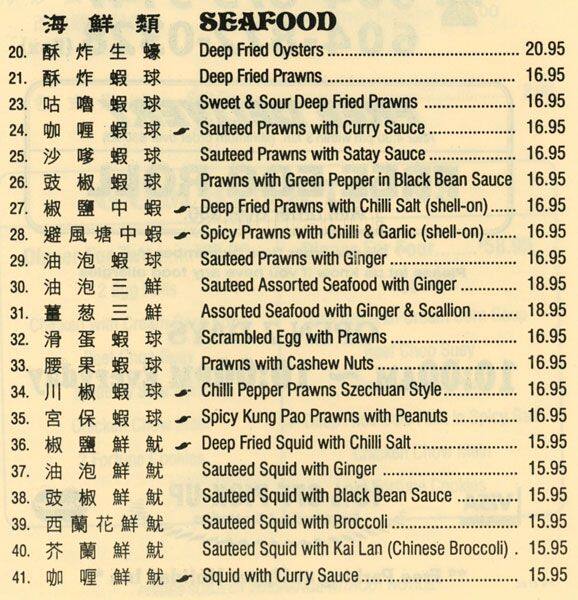 海鮮類 SEAFOOD
20. 酥炸生蠔 Deep Fried Oysters 20.95
21. 酥炸蝦球 Deep Fried Prawns 16.95
23. 咕嚕蝦球 Sweet & Sour Deep Fried Prawns 16.95
24. 咖喱蝦球 Sauteed Prawns with Curry Sauce 16.95
25. 沙嗲蝦球 Sauteed Prawns with Satay Sauce 16.95
26. 豉椒蝦球 Prawns with Green Pepper in Black Bean Sauce 16.95
27. 椒鹽中蝦 Deep Fried Prawns with Chilli Salt (shell-on) 16.95
28. 避風塘中蝦 Spicy Prawns with Chilli & Garlic (shell-on) 16.95
29. 油泡蝦球 Sauteed Prawns with Ginger 16.95
30. 油泡三鮮 Sauteed Assorted Seafood with Ginger 18.95
31. 薑葱三鮮 Assorted Seafood with Ginger & Scallion 18.95
32. 滑蛋蝦球 Scrambled Egg with Prawns 16.95
33. 腰果蝦球 Prawns with Cashew Nuts 16.95
34. 川椒蝦球 Chilli Pepper Prawns Szechuan Style 16.95
35. 宮保蝦球 Spicy Kung Pao Prawns with Peanuts 16.95
36. 椒鹽鮮魷 Deep Fried Squid with Chilli Salt 15.95
37. 油泡鮮魷 Sauteed Squid with Ginger 15.95
38. 豉椒鮮魷 Sauteed Squid with Black Bean Sauce 15.95
39. 西蘭花鮮魷 Sauteed Squid with Broccoli 15.95
40. 芥蘭鮮魷 Sauteed Squid with Kai Lan (Chinese Broccoli) 15.95
41. 咖喱鮮魷 Squid with Curry Sauce 15.95